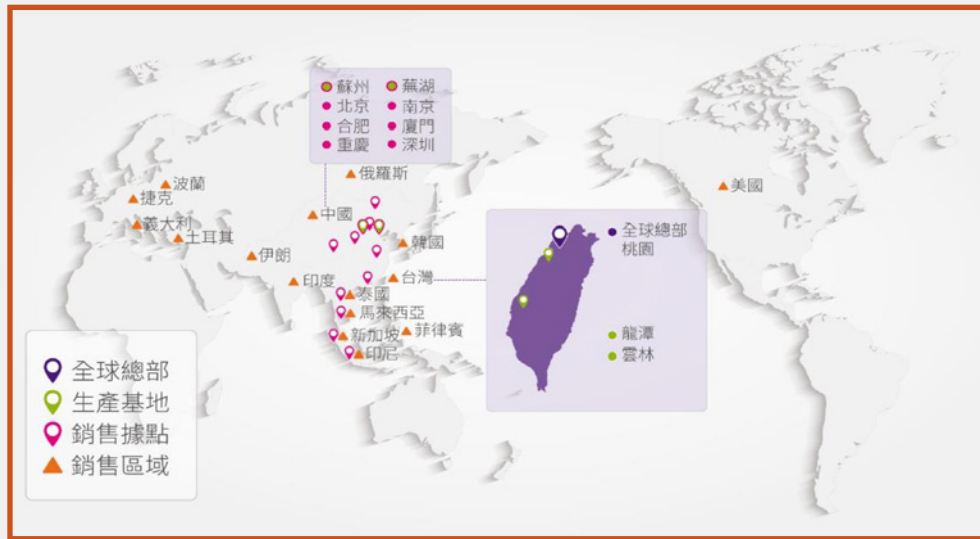 蘇州 蕪湖
北京 南京
合肥 廈門
重慶 深圳
俄羅斯
波蘭
捷克
美國
中國
義大利
土耳其
韓國
伊朗
印度
台灣
泰國
馬來西亞
菲律賓
新加坡
印尼
全球總部
桃園
龍潭
雲林
全球總部
生產基地
銷售據點
銷售區域